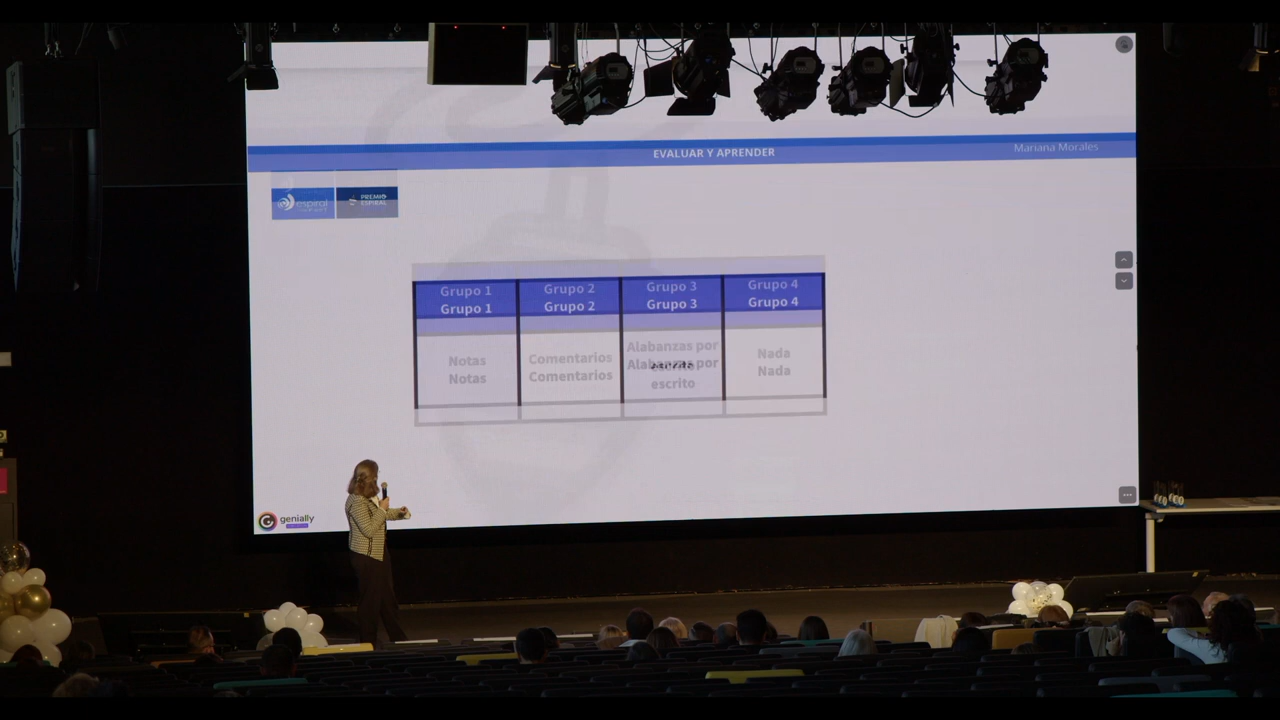 EVALUAR Y APRENDER
Mariana Morales
espiral
PREMIO
ESPIRAL
Grupo 1
Grupo 2
Grupo 3
Grupo 4
Grupo 1
Grupo 2
Grupo 3
Grupo 4
Notas
Comentarios
Alabanzas por
escrito
Nada
Notas
Comentarios
Alabanzas por
escrito
Nada
genially